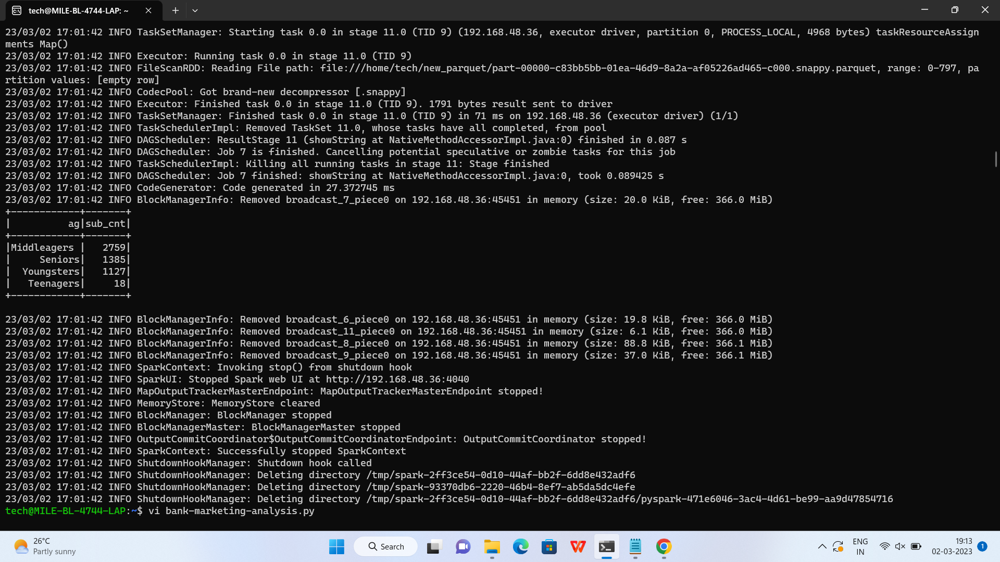 tech@MILE-BL-4744-LAP: ~
23/03/02 17:01:42 INFO TaskSetManager: Starting task 0.0 in stage 11.0 (TID 9) (192.168.48.36, executor driver, partition 0, PROCESS_LOCAL, 4968 bytes) taskResourceAssign
ments Map()
23/03/02 17:01:42 INFO Executor: Running task 0.0 in stage 11.0 (TID 9)
23/03/02 17:01:42 INFO FileScanRDD: Reading File path: file:///home/tech/new_parquet/part-00000-c83bb5bb-01ea-46d9-8a2a-af05226ad465-c000.snappy.parquet, range: 0-797, pa
rtition values: [empty row]
23/03/02 17:01:42 INFO CodecPool: Got brand-new decompressor [.snappy]
23/03/02 17:01:42 INFO Executor: Finished task 0.0 in stage 11.0 (TID 9). 1791 bytes result sent to driver
23/03/02 17:01:42 INFO TaskSetManager: Finished task 0.0 in stage 11.0 (TID 9) in 71 ms on 192.168.48.36 (executor driver) (1/1)
23/03/02 17:01:42 INFO TaskSchedulerImpl: Removed TaskSet 11.0, whose tasks have all completed, from pool
23/03/02 17:01:42 INFO DAGScheduler: ResultStage 11 (showString at NativeMethodAccessorImpl.java:0) finished in 0.087 s
23/03/02 17:01:42 INFO DAGScheduler: Job 7 is finished. Cancelling potential speculative or zombie tasks for this job
23/03/02 17:01:42 INFO TaskSchedulerImpl: Killing all running tasks in stage 11: Stage finished
23/03/02 17:01:42 INFO DAGScheduler: Job 7 finished: showString at NativeMethodAccessorImpl.java:0, took 0.089425 s
23/03/02 17:01:42 INFO CodeGenerator: Code generated in 27.372745 ms
23/03/02 17:01:42 INFO BlockManagerInfo: Removed broadcast_7_piece0 on 192.168.48.36:45451 in memory (size: 20.0 KiB, free: 366.0 MiB)
+------------+-------+
|          ag|sub_cnt|
+------------+-------+
|Middleagers |   2759|
|     Seniors|   1385|
|  Youngsters|   1127|
|   Teenagers|     18|
+------------+-------+
23/03/02 17:01:42 INFO BlockManagerInfo: Removed broadcast_6_piece0 on 192.168.48.36:45451 in memory (size: 19.8 KiB, free: 366.0 MiB)
23/03/02 17:01:42 INFO BlockManagerInfo: Removed broadcast_11_piece0 on 192.168.48.36:45451 in memory (size: 6.1 KiB, free: 366.0 MiB)
23/03/02 17:01:42 INFO BlockManagerInfo: Removed broadcast_8_piece0 on 192.168.48.36:45451 in memory (size: 88.8 KiB, free: 366.1 MiB)
23/03/02 17:01:42 INFO BlockManagerInfo: Removed broadcast_9_piece0 on 192.168.48.36:45451 in memory (size: 37.0 KiB, free: 366.1 MiB)
23/03/02 17:01:42 INFO SparkContext: Invoking stop() from shutdown hook
23/03/02 17:01:42 INFO SparkUI: Stopped Spark web UI at http://192.168.48.36:4040
23/03/02 17:01:42 INFO MapOutputTrackerMasterEndpoint: MapOutputTrackerMasterEndpoint stopped!
23/03/02 17:01:42 INFO MemoryStore: MemoryStore cleared
23/03/02 17:01:42 INFO BlockManager: BlockManager stopped
23/03/02 17:01:42 INFO BlockManagerMaster: BlockManagerMaster stopped
23/03/02 17:01:42 INFO OutputCommitCoordinator$OutputCommitCoordinatorEndpoint: OutputCommitCoordinator stopped!
23/03/02 17:01:42 INFO SparkContext: Successfully stopped SparkContext
23/03/02 17:01:42 INFO ShutdownHookManager: Shutdown hook called
23/03/02 17:01:42 INFO ShutdownHookManager: Deleting directory /tmp/spark-2ff3ce54-0d10-44af-bb2f-6dd8e432adf6
23/03/02 17:01:42 INFO ShutdownHookManager: Deleting directory /tmp/spark-93370db6-2220-46b4-8ef7-ab5da5dc4efe
23/03/02 17:01:42 INFO ShutdownHookManager: Deleting directory /tmp/spark-2ff3ce54-0d10-44af-bb2f-6dd8e432adf6/pyspark-471e6046-3ac4-4d61-be99-aa9d47854716
tech@MILE-BL-4744-LAP:~$ vi bank-marketing-analysis.py
26°C
Partly sunny
Search
ENG
IN
19:13
02-03-2023
1